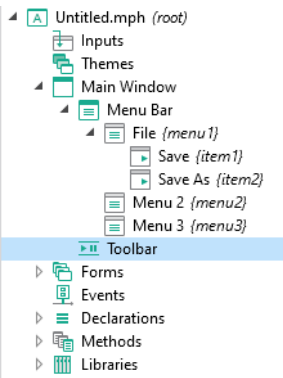 Untitled.mph (root)
Inputs
Themes
Main Window
Menu Bar
File {menu1}
Save {item1}
Save As {item2}
Menu 2 {menu2}
Menu 3 {menu3}
Toolbar
Forms
Events
Declarations
Methods
Libraries